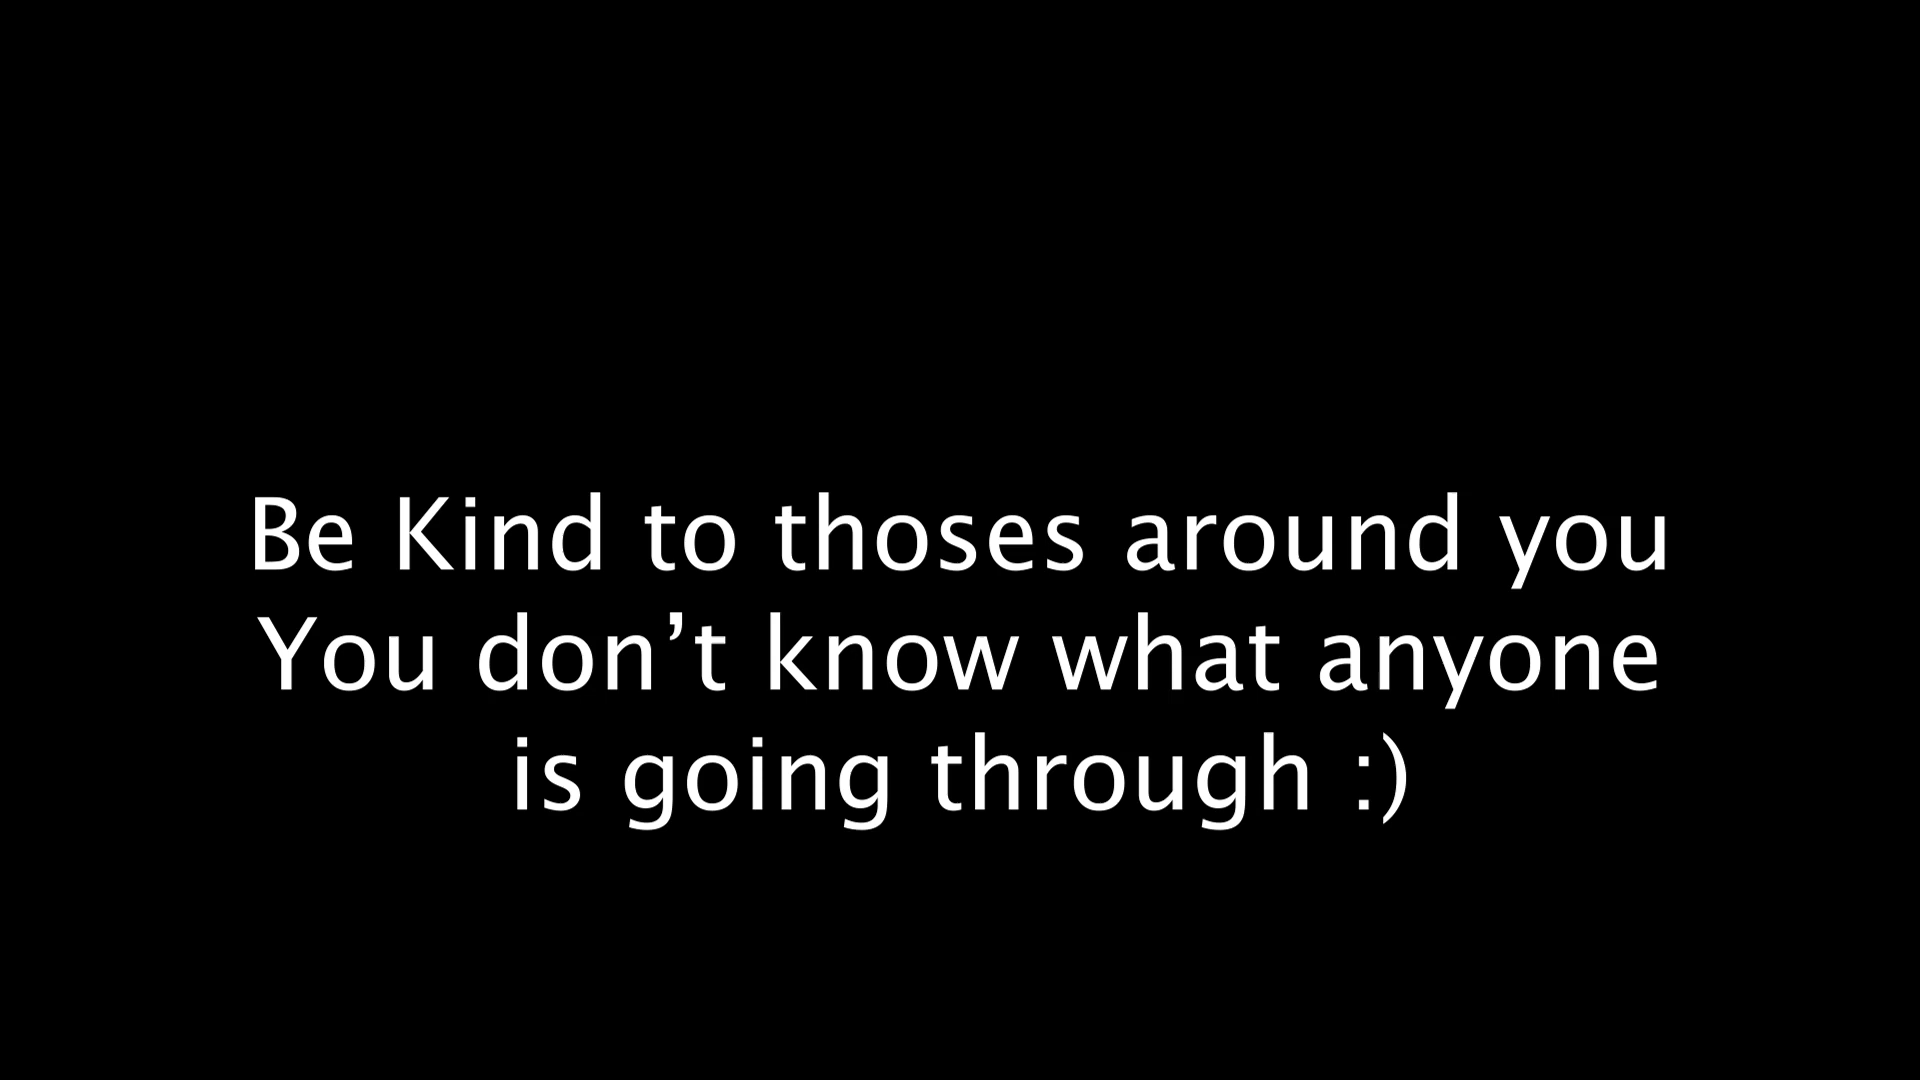 Be Kind to thoses around you
You don’t know what anyone
is going through :)